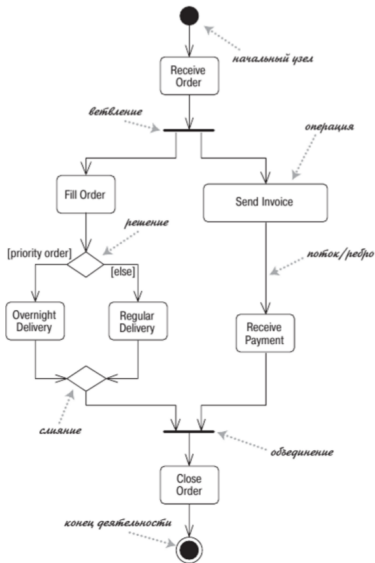 начальный узел
Receive
Order
ветвление
операция
Fill Order
Send Invoice
решение
[priority order]
[else]
поток/ребро
Overnight
Delivery
Regular
Delivery
Receive
Payment
слияние
объединение
Close
Order
конец деятельности